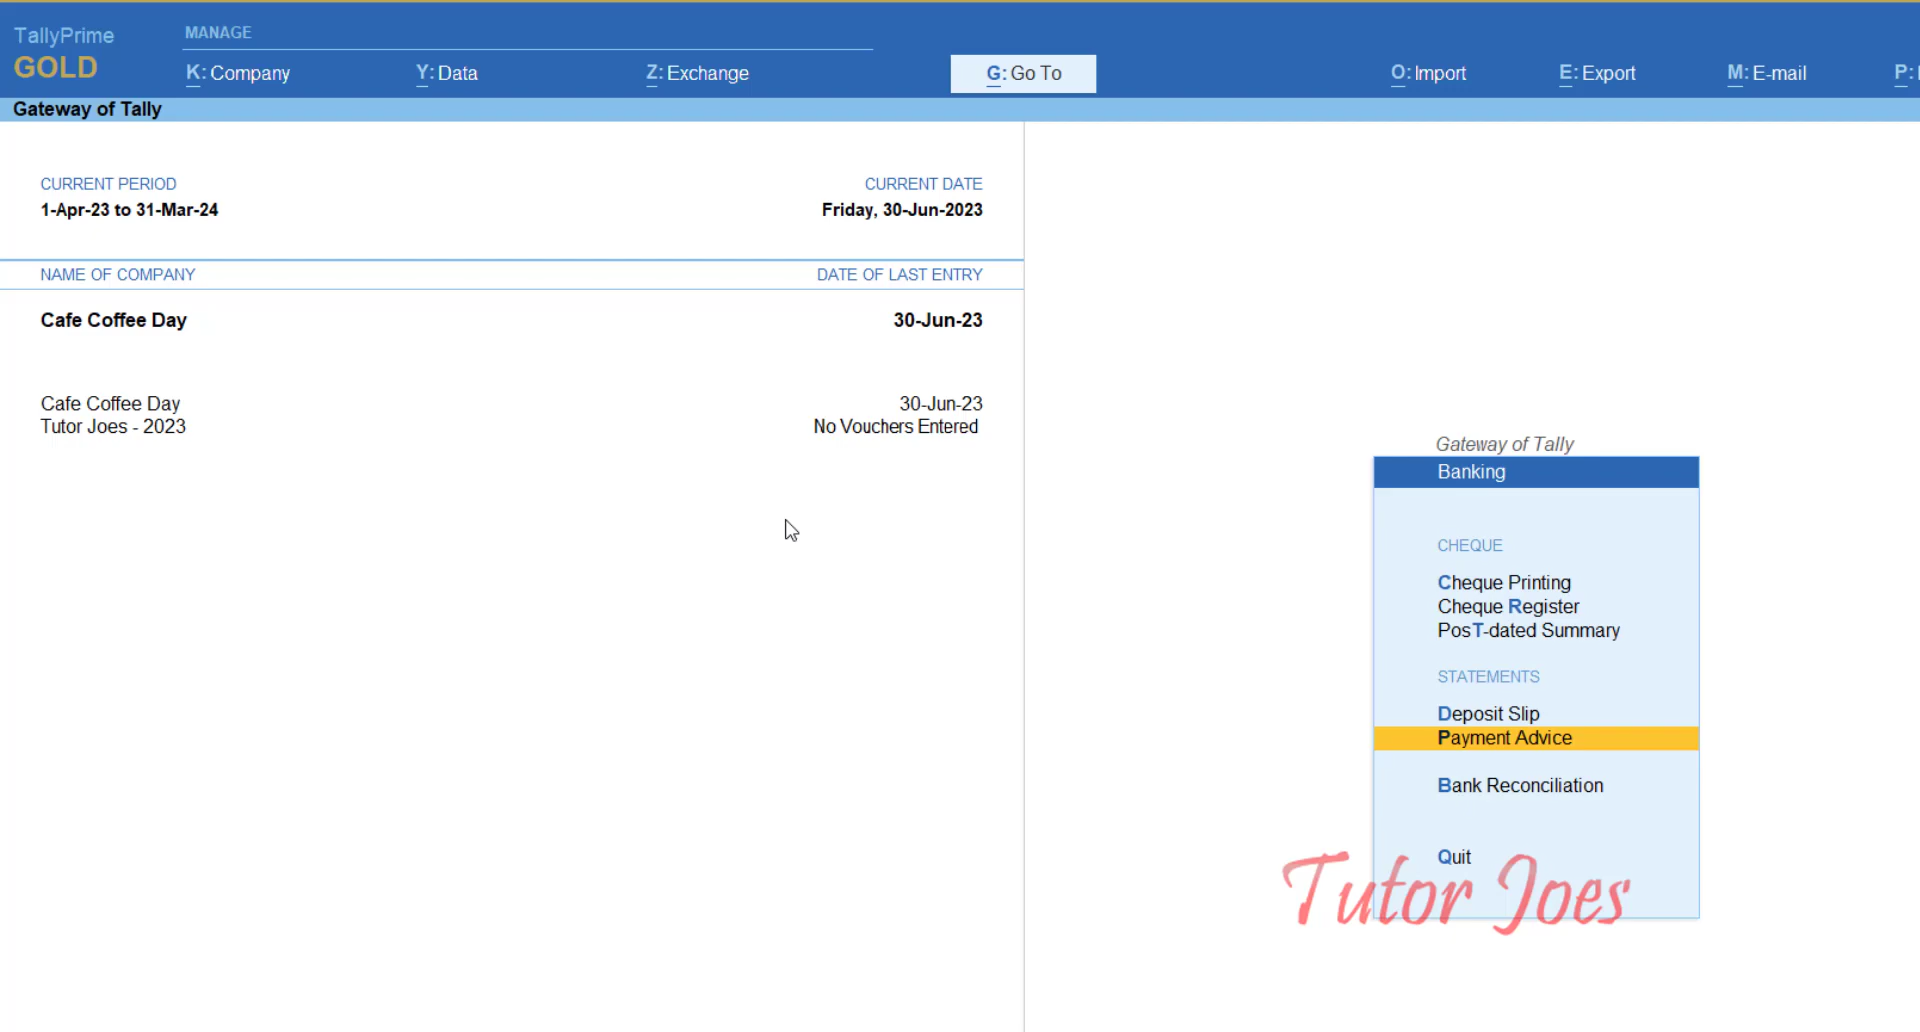 TallyPrime
GOLD
MANAGE
K: Company
Y: Data
Z: Exchange
G: Go To
O: Import
E: Export
M: E-mail
P:
Gateway of Tally
CURRENT PERIOD
CURRENT DATE
1-Apr-23 to 31-Mar-24
Friday, 30-Jun-2023
NAME OF COMPANY
DATE OF LAST ENTRY
Cafe Coffee Day
30-Jun-23
Cafe Coffee Day
30-Jun-23
Tutor Joes - 2023
No Vouchers Entered
Gateway of Tally
Banking
CHEQUE
Cheque Printing
Cheque Register
PosT-dated Summary
STATEMENTS
Deposit Slip
Payment Advice
Bank Reconciliation
Quit
Tutor Joes